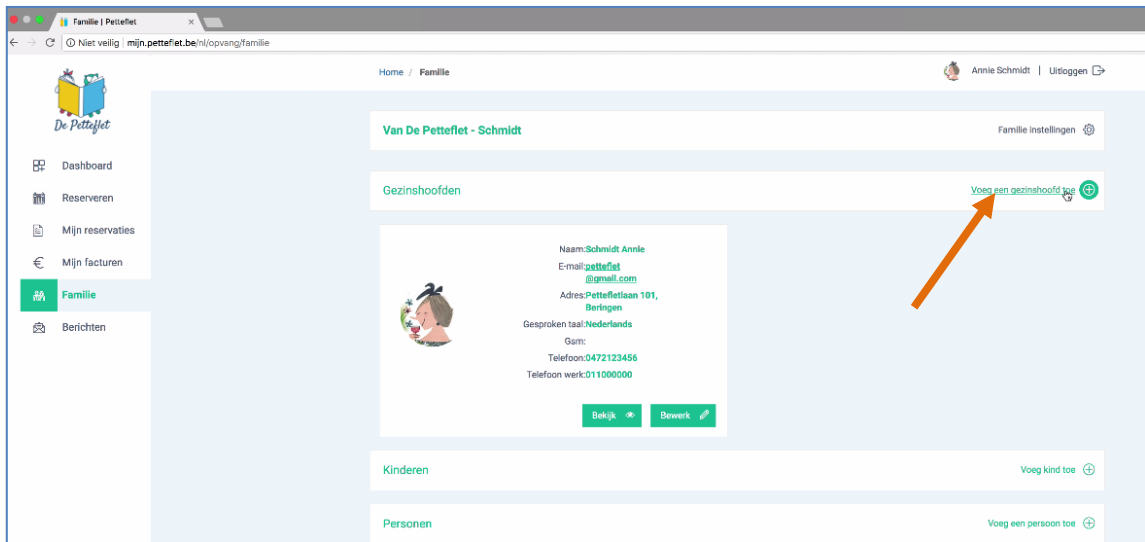 Familie | Petteflet
Niet veilig | mijn.petteflet.be/nl/opvang/familie
De Petteflet
Home / Familie
Annie Schmidt | Uitloggen
Van De Petteflet - Schmidt
Familie instellingen
Dashboard
Reserveren
Mijn reservaties
Mijn facturen
Familie
Berichten
Gezinshoofden
Voeg een gezinshoofd toe
Naam:Schmidt Annie
E-mail:petteflet
@gmail.com
Adres:Pettefletlaan 101,
Beringen
Gesproken taal:Nederlands
Gsm:
Telefoon:0472123456
Telefoon werk:011000000
Bekijk
Bewerk
Kinderen
Voeg kind toe
Personen
Voeg een persoon toe